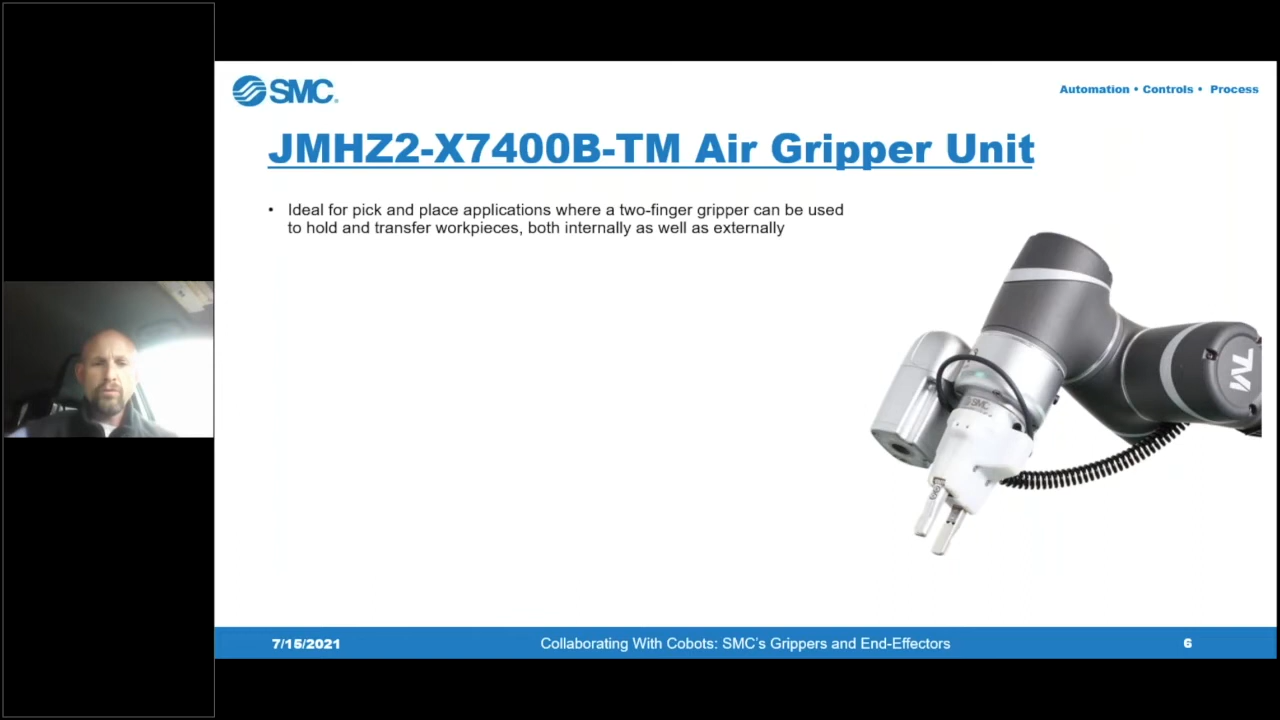 SMC
Automation • Controls • Process
JMHZ2-X7400B-TM Air Gripper Unit
• Ideal for pick and place applications where a two-finger gripper can be used
to hold and transfer workpieces, both internally as well as externally
TM
SMC
7/15/2021
Collaborating With Cobots: SMC's Grippers and End-Effectors
6